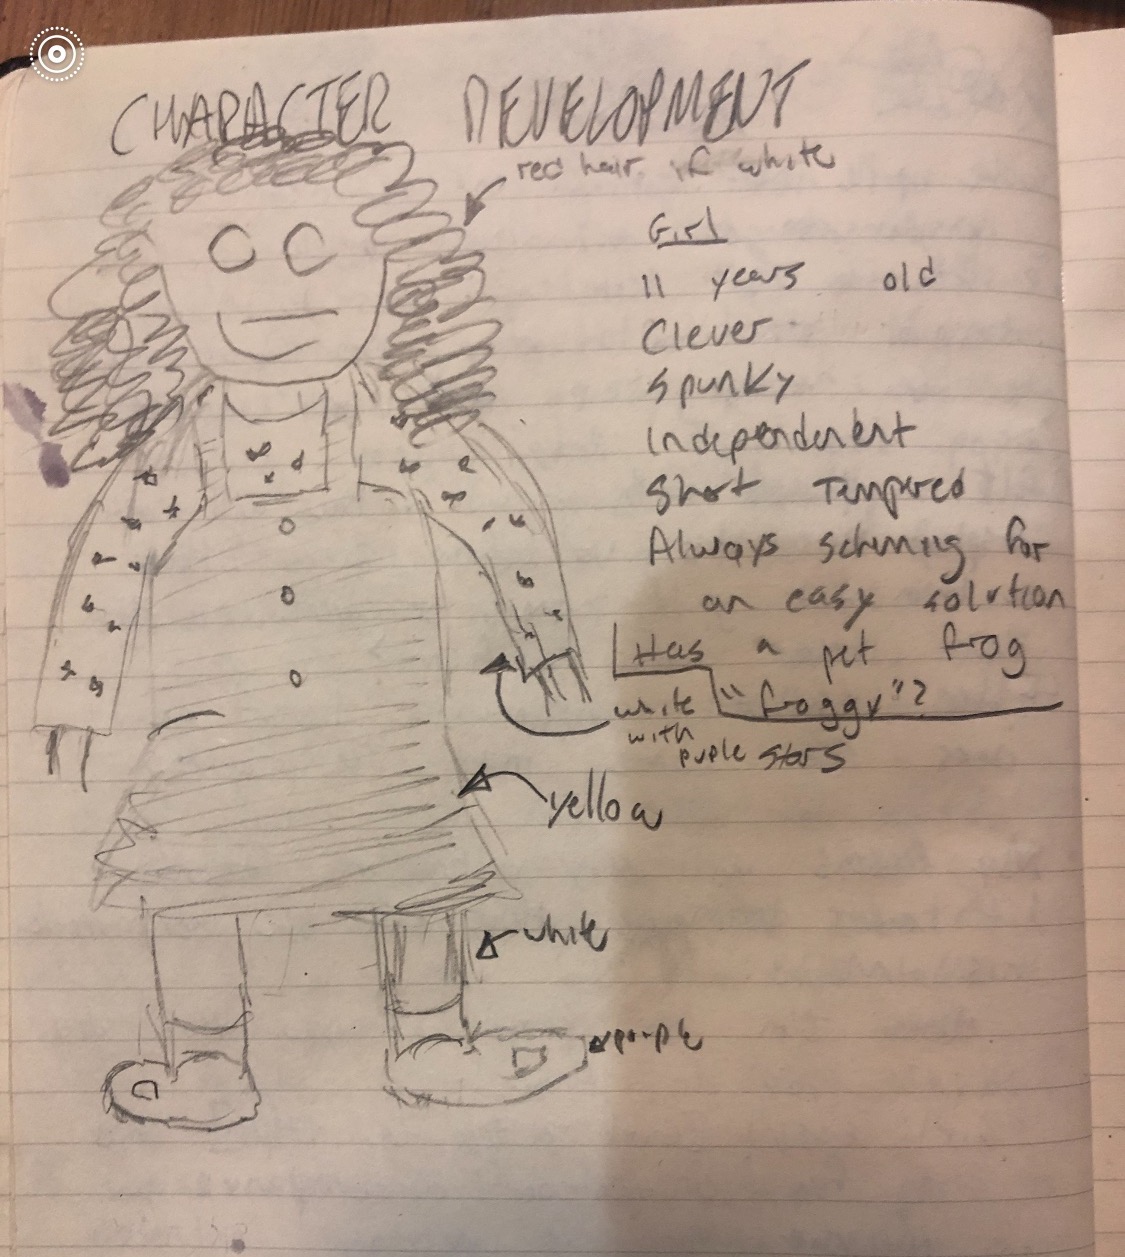 CHARACTER DEVELOPMENT
red hair if white
Girl
11 years old
Clever
Spunky
Independent
Short Tempered
Always scheming for
an easy solution
Has a pet frog
"froggy"?
white
with
puple stars
yellow
white
purple